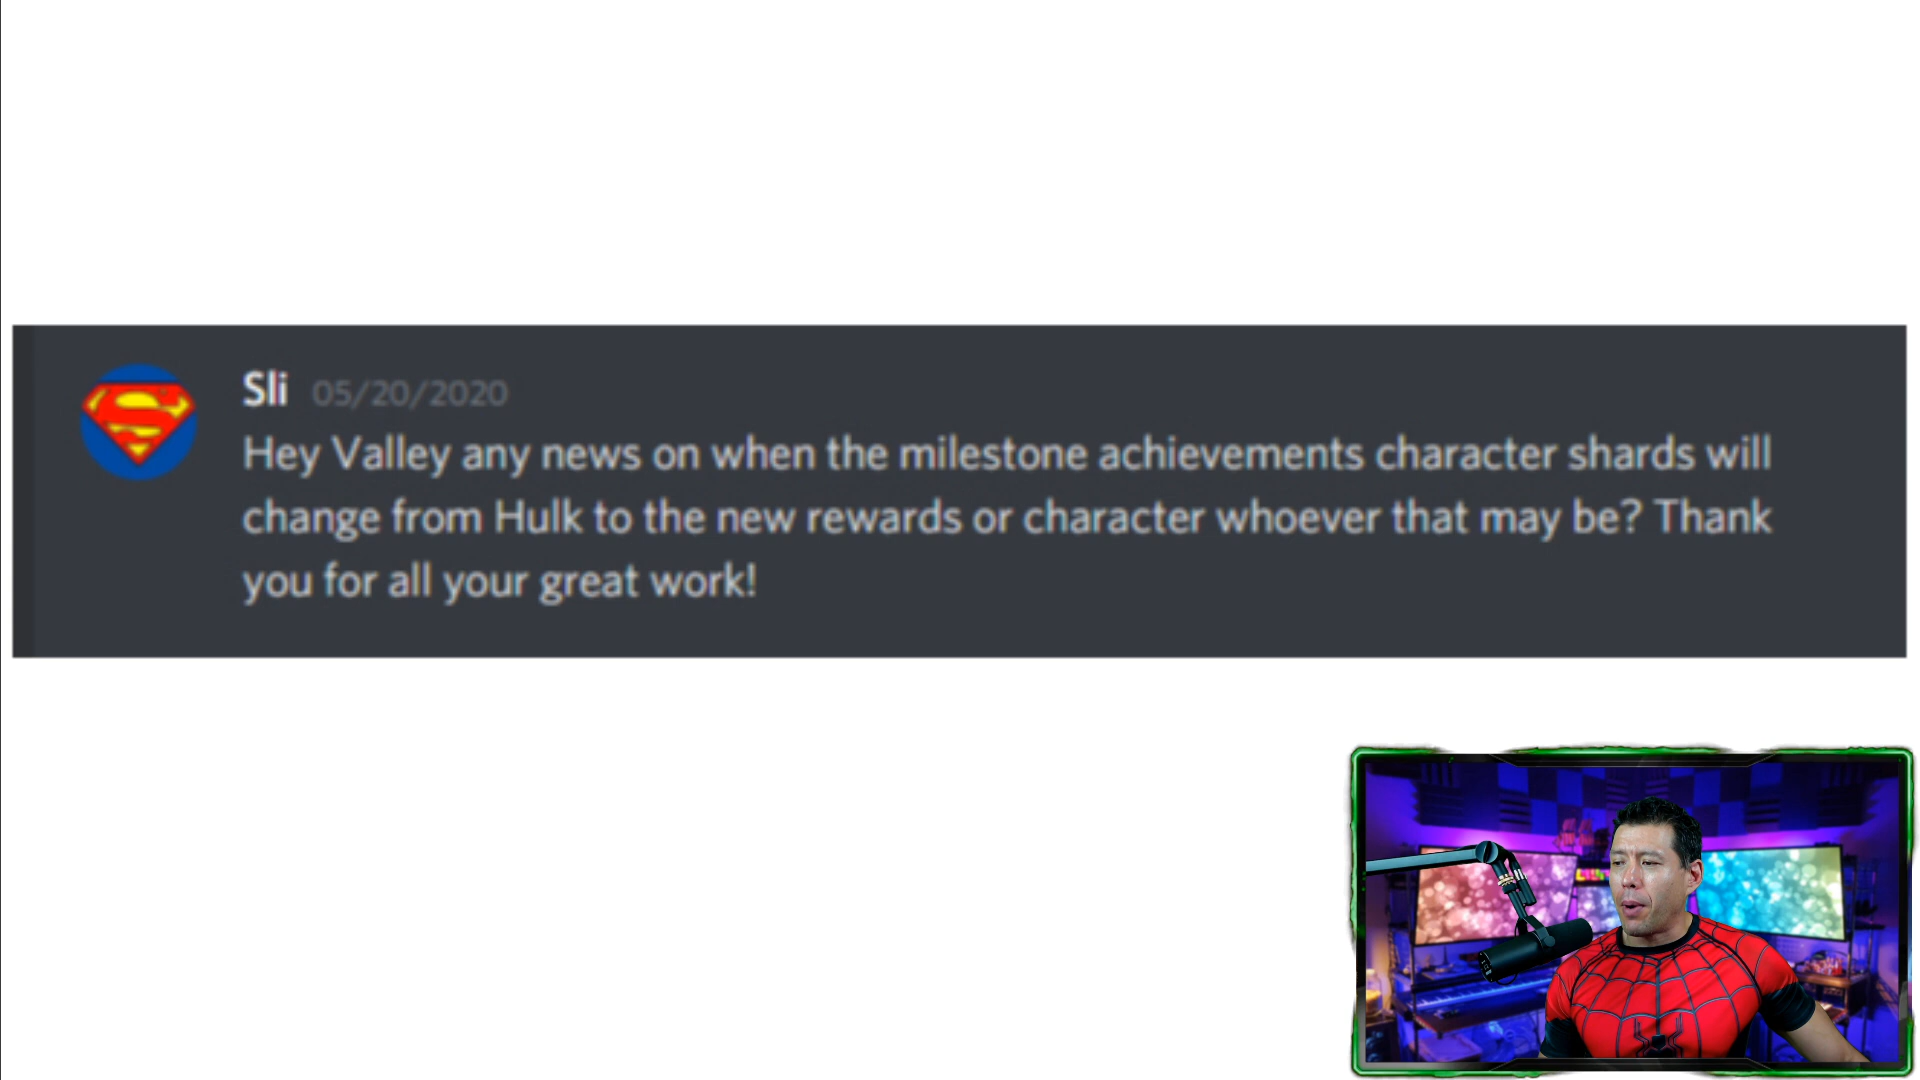 Sli 05/20/2020
Hey Valley any news on when the milestone achievements character shards will
change from Hulk to the new rewards or character whoever that may be? Thank
you for all your great work!